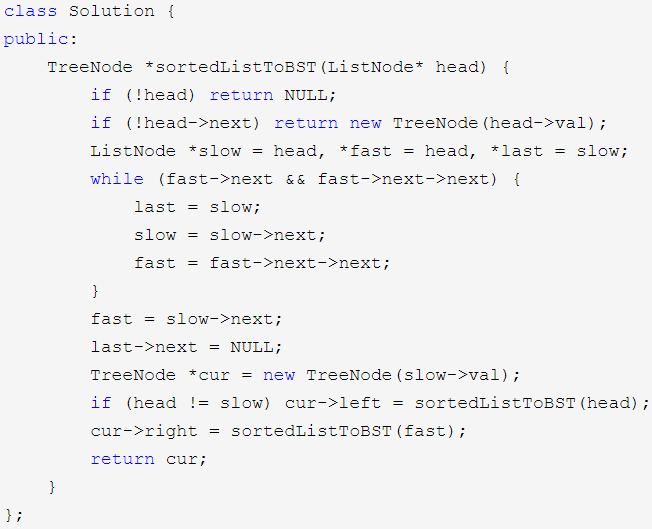 class Solution {
public:
    TreeNode *sortedListToBST(ListNode* head) {
        if (!head) return NULL;
        if (!head->next) return new TreeNode(head->val);
        ListNode *slow = head, *fast = head, *last = slow;
        while (fast->next && fast->next->next) {
            last = slow;
            slow = slow->next;
            fast = fast->next->next;
        }
        fast = slow->next;
        last->next = NULL;
        TreeNode *cur = new TreeNode(slow->val);
        if (head != slow) cur->left = sortedListToBST(head);
        cur->right = sortedListToBST(fast);
        return cur;
    }
};